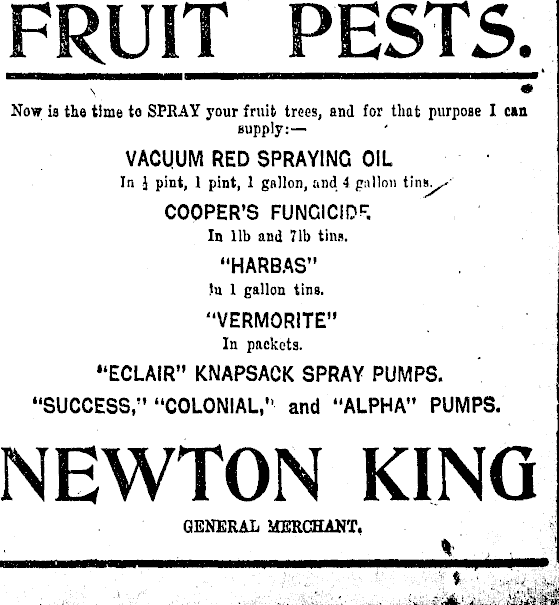 FRUIT PESTS.
Now is the time to SPRAY your fruit trees, and for that purpose I can
supply:—
VACUUM RED SPRAYING OIL
In ½ pint, 1 pint, 1 gallon, and 4 gallon tins.
COOPER'S FUNGICIDE.
In 1lb and 7lb tins.
"HARBAS"
In 1 gallon tins.
"VERMORITE"
In packets.
"ECLAIR" KNAPSACK SPRAY PUMPS.
"SUCCESS," "COLONIAL," and "ALPHA" PUMPS.
NEWTON KING
GENERAL MERCHANT.